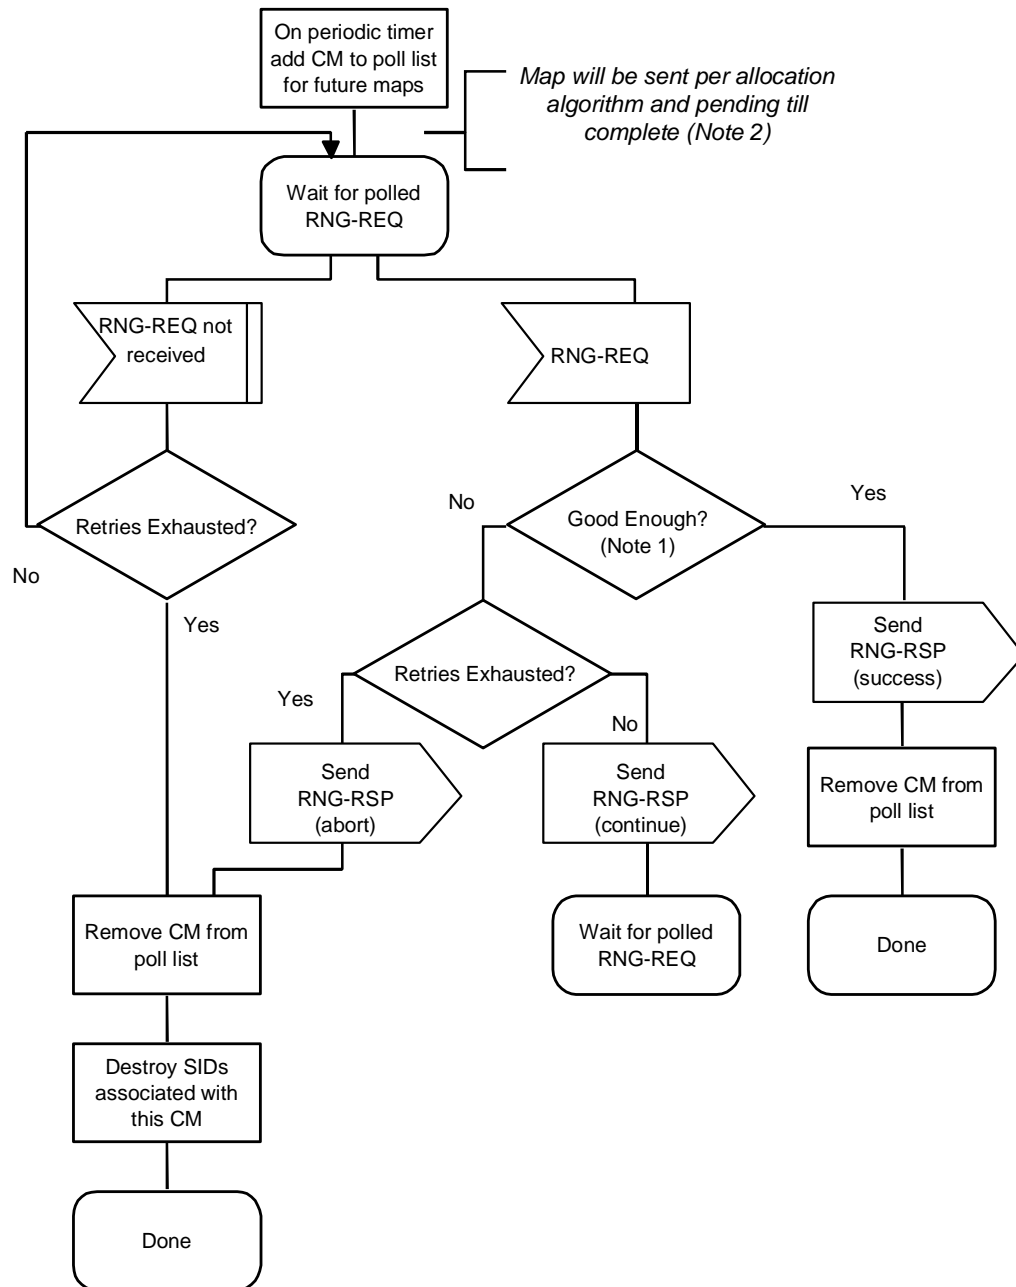 On periodic timer
add CM to poll list
for future maps
Map will be sent per allocation
algorithm and pending till
complete (Note 2)
Wait for polled
RNG-REQ
RNG-REQ not
received
RNG-REQ
Retries Exhausted?
No
Yes
No
Good Enough?
(Note 1)
Yes
Retries Exhausted?
Yes
No
Send
RNG-RSP
(success)
Send
RNG-RSP
(abort)
Send
RNG-RSP
(continue)
Remove CM from
poll list
Remove CM from
poll list
Wait for polled
RNG-REQ
Done
Destroy SIDs
associated with
this CM
Done